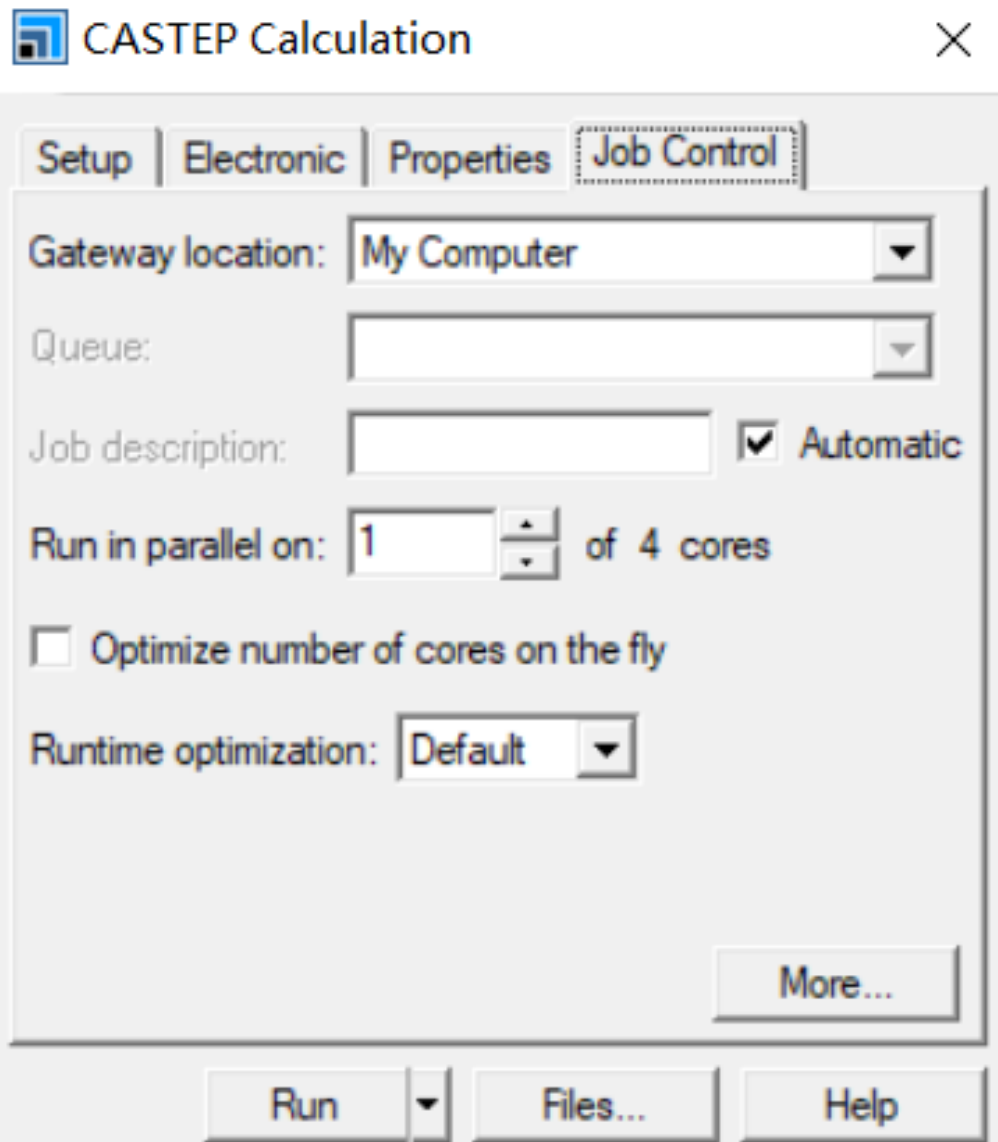 CASTEP Calculation
Setup Electronic Properties Job Control
Gateway location: My Computer
Queue:
Job description: Automatic
Run in parallel on: 1 of 4 cores
Optimize number of cores on the fly
Runtime optimization: Default
More...
Run Files... Help